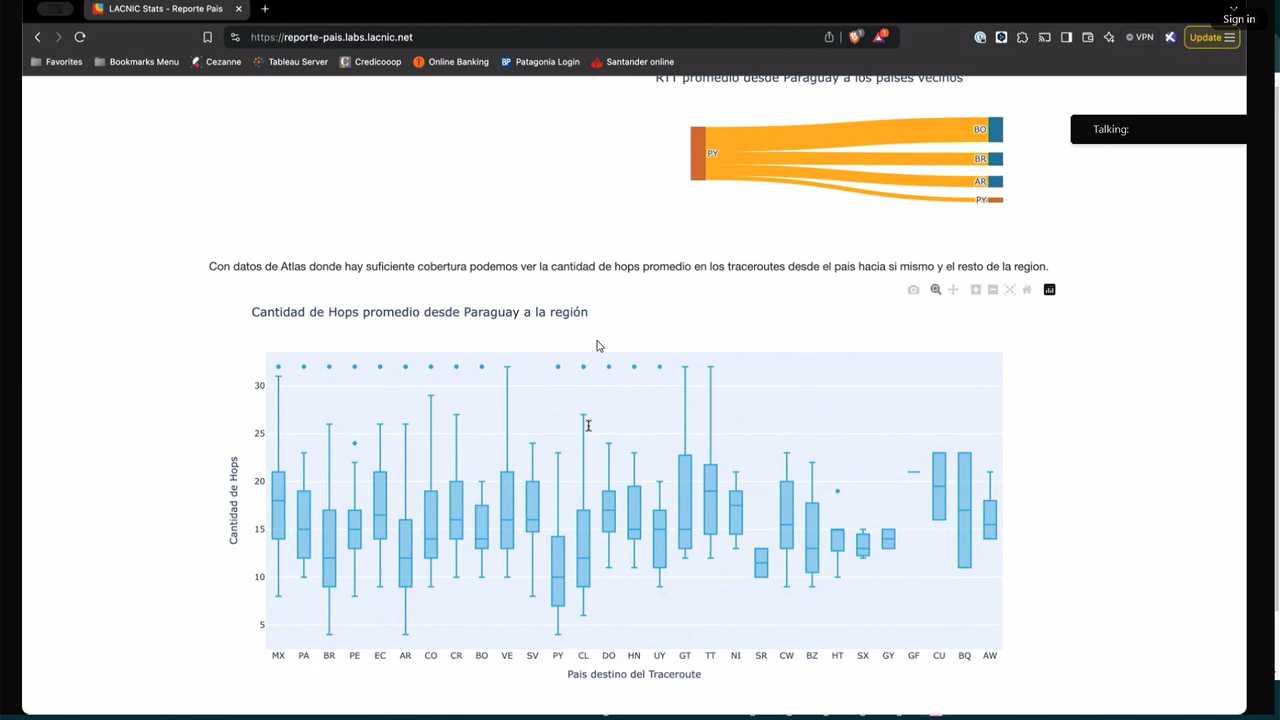 LACNIC Stats - Reporte Pais
Sign in
https://reporte-pais.labs.lacnic.net
VPN
Update
Favorites
Bookmarks Menu
Cezanne
Tableau Server
Credicoop
Online Banking
BP Patagonia Login
Santander online
RTT promedio desde Paraguay a los países vecinos
Talking:
BO
PY
BR
AR
PY
Con datos de Atlas donde hay suficiente cobertura podemos ver la cantidad de hops promedio en los traceroutes desde el pais hacia si mismo y el resto de la region.
Cantidad de Hops promedio desde Paraguay a la región
30
25
20
15
10
5
Cantidad de Hops
MX PA BR PE EC AR CO CR BO VE SV PY CL DO HN UY GT TT NI SR CW BZ HT SX GY GF CU BQ AW
Pais destino del Traceroute